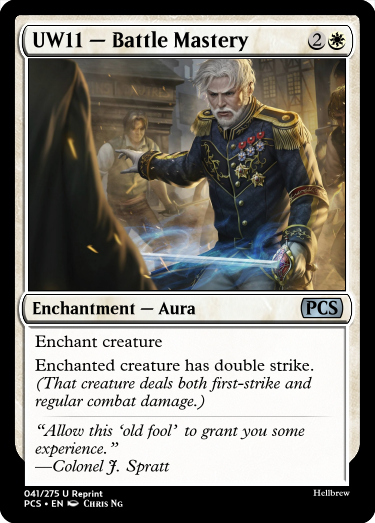 UW11 — Battle Mastery 2
Enchantment — Aura PCS
Enchant creature
Enchanted creature has double strike.
(That creature deals both first-strike and
regular combat damage.)
“Allow this ‘old fool’ to grant you some
experience.”
—Colonel J. Spratt
041/275 U Reprint Hellbrew
PCS • EN Chris Ng